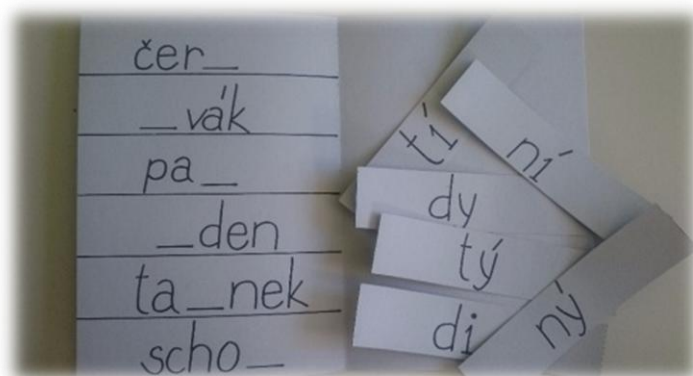 čer_
_vák
pa_
_den
ta_nek
scho_
tí
ní
dy
tý
di
ný